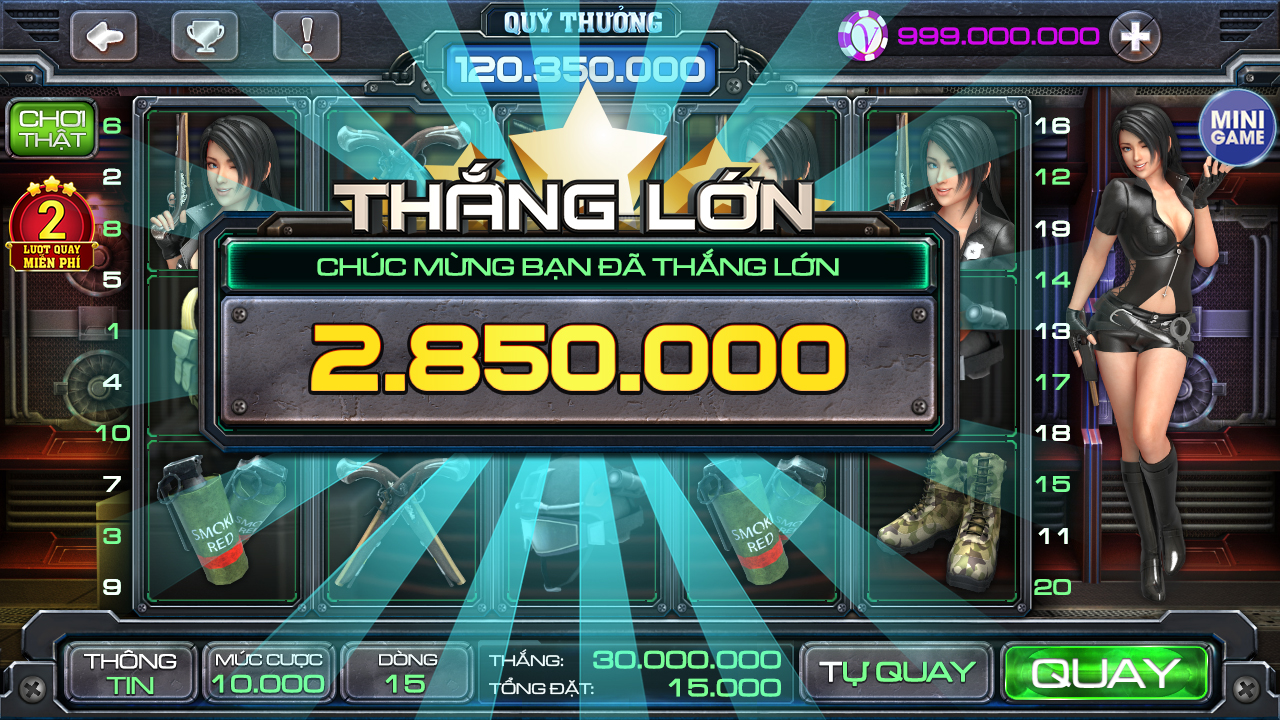 QUỸ THƯỞNG
120.350.000
999.000.000
CHƠI
THẬT
MINI
GAME
2
LƯỢT QUAY
MIỄN PHÍ
THẮNG LỚN
CHÚC MỪNG BẠN ĐÃ THẮNG LỚN
2.850.000
6
2
8
5
1
4
10
7
3
9
16
12
19
14
13
17
18
15
11
20
SMOKE
RED
SMOKE
RED
THÔNG
TIN
MÚC CƯỢC
10.000
DÒNG
15
THẮNG: 30.000.000
TỔNG ĐẶT: 15.000
TỰ QUAY
QUAY